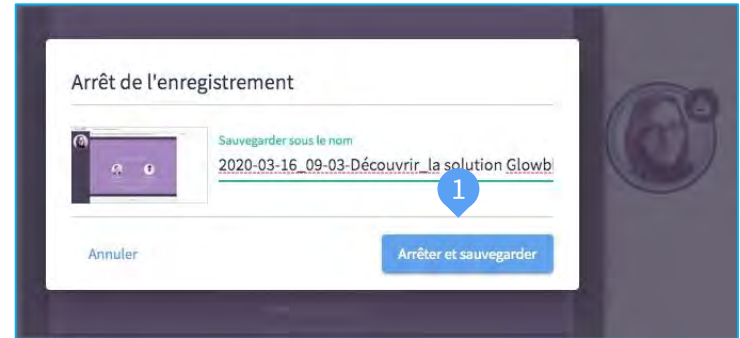 Arrêt de l'enregistrement
Sauvegarder sous le nom
2020-03-16_09-03-Découvrir_la solution Glowb
1
Annuler
Arrêter et sauvegarder